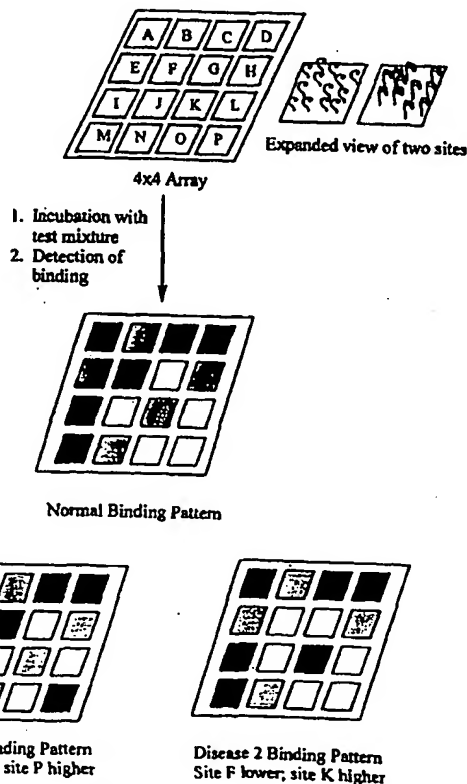 A B C D
E F G H
I J K L
M N O P
Expanded view of two sites
4x4 Array
1. Incubation with
test mixture
2. Detection of
binding
Normal Binding Pattern
Pattern
site P higher
Disease 2 Binding Pattern
Site F lower; site K higher